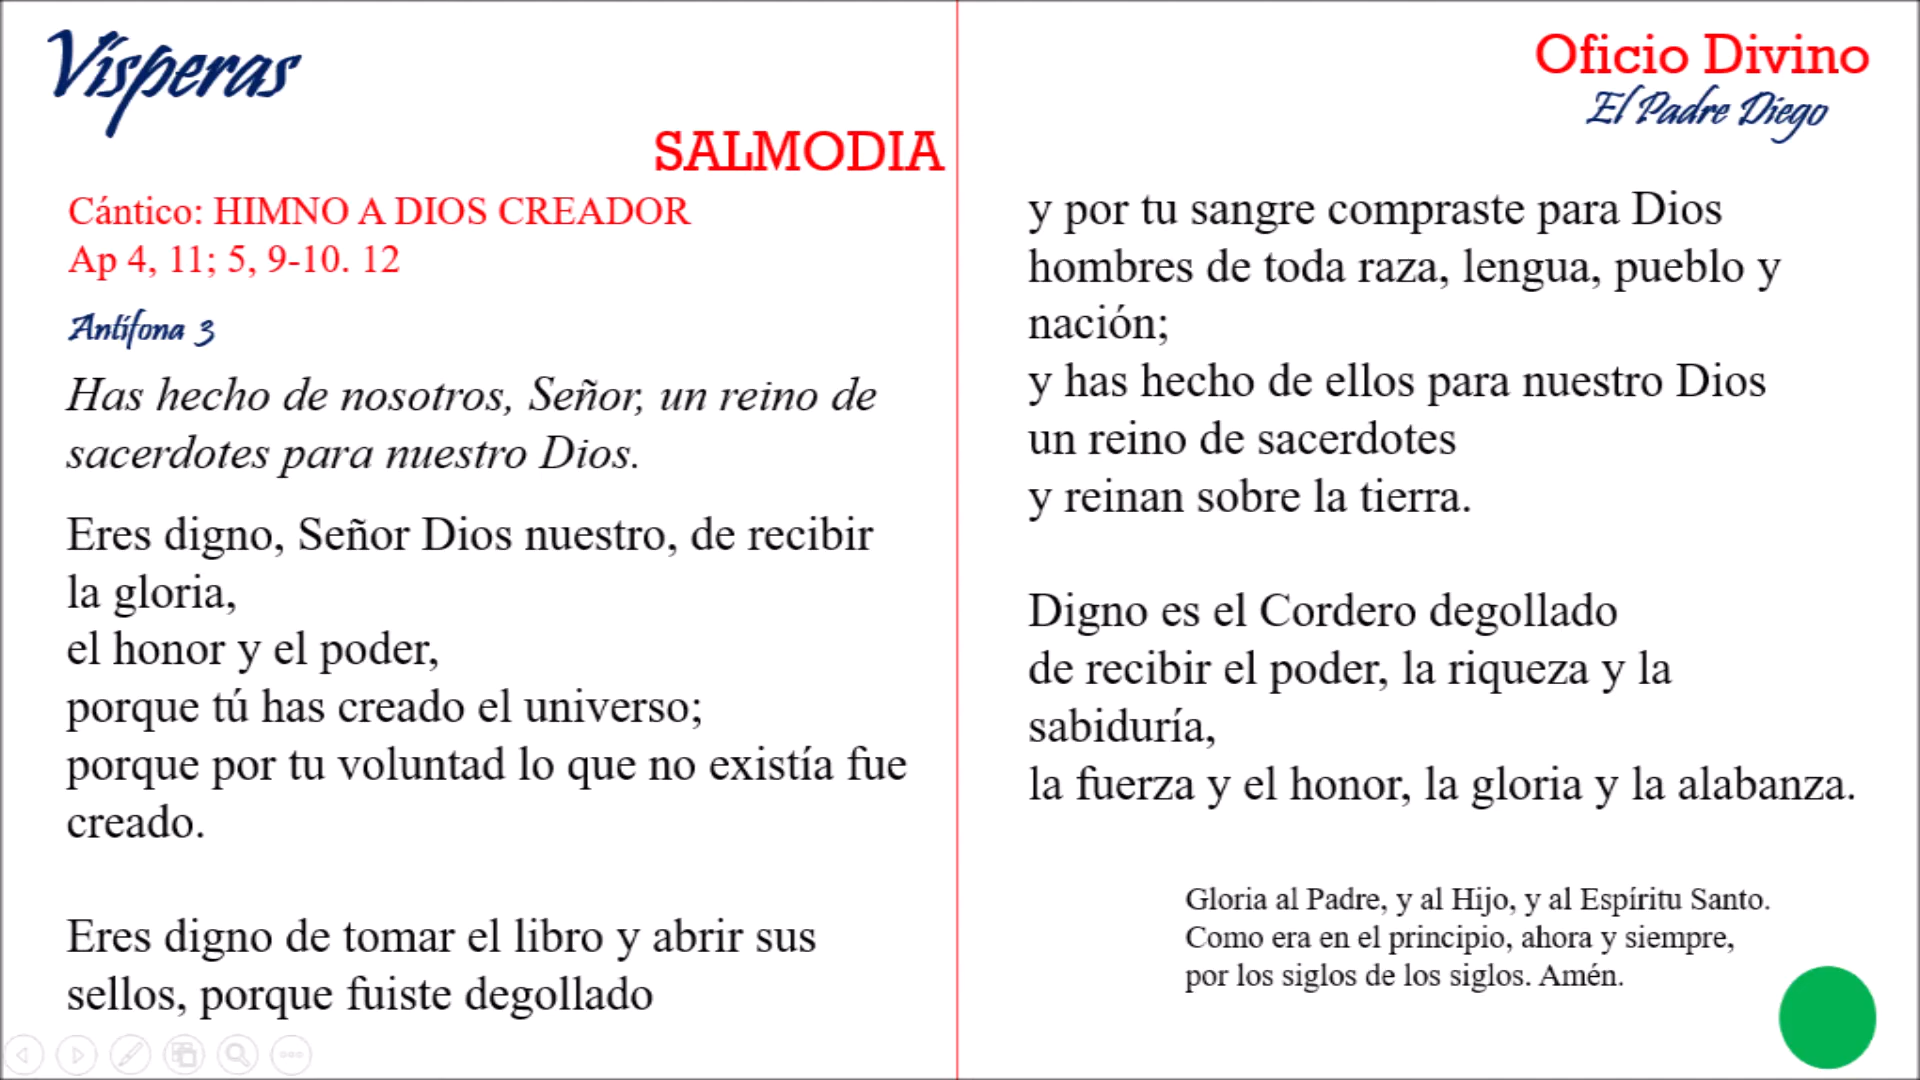 Vísperas
Oficio Divino
El Padre Diego
SALMODIA
Cántico: HIMNO A DIOS CREADOR
Ap 4, 11; 5, 9-10. 12
Antífona 3
Has hecho de nosotros, Señor, un reino de
sacerdotes para nuestro Dios.
Eres digno, Señor Dios nuestro, de recibir
la gloria,
el honor y el poder,
porque tú has creado el universo;
porque por tu voluntad lo que no existía fue
creado.
Eres digno de tomar el libro y abrir sus
sellos, porque fuiste degollado
y por tu sangre compraste para Dios
hombres de toda raza, lengua, pueblo y
nación;
y has hecho de ellos para nuestro Dios
un reino de sacerdotes
y reinan sobre la tierra.
Digno es el Cordero degollado
de recibir el poder, la riqueza y la
sabiduría,
la fuerza y el honor, la gloria y la alabanza.
Gloria al Padre, y al Hijo, y al Espíritu Santo.
Como era en el principio, ahora y siempre,
por los siglos de los siglos. Amén.